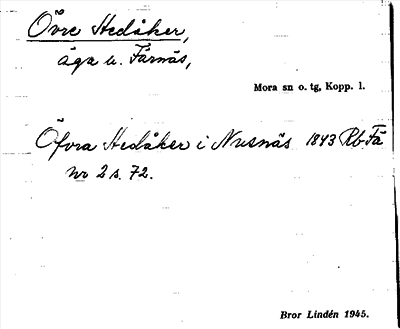 Övre Hedåker,
äga u. Färnäs,
Mora sn o. tg, Kopp. l.
Öfvra Hedåker i Nusnäs 1843 Rb. Fä
nr 2 s. 72.
Bror Lindén 1945.